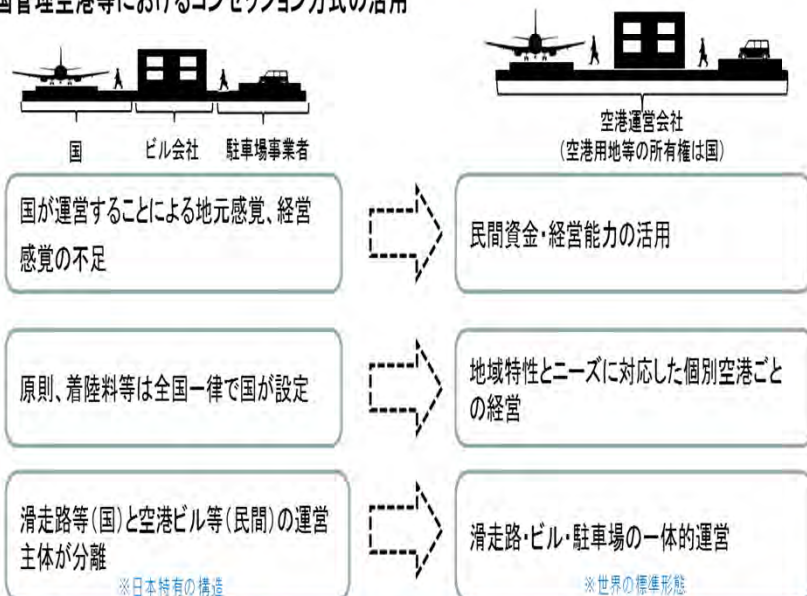 国管理空港等におけるコンセッション方式の活用
国 ビル会社 駐車場事業者
空港運営会社
(空港用地等の所有権は国)
国が運営することによる地元感覚、経営
感覚の不足
民間資金・経営能力の活用
原則、着陸料等は全国一律で国が設定
地域特性とニーズに対応した個別空港ごと
の経営
滑走路等(国)と空港ビル等(民間)の運営
主体が分離
※日本特有の構造
滑走路・ビル・駐車場の一体的運営
※世界の標準形態